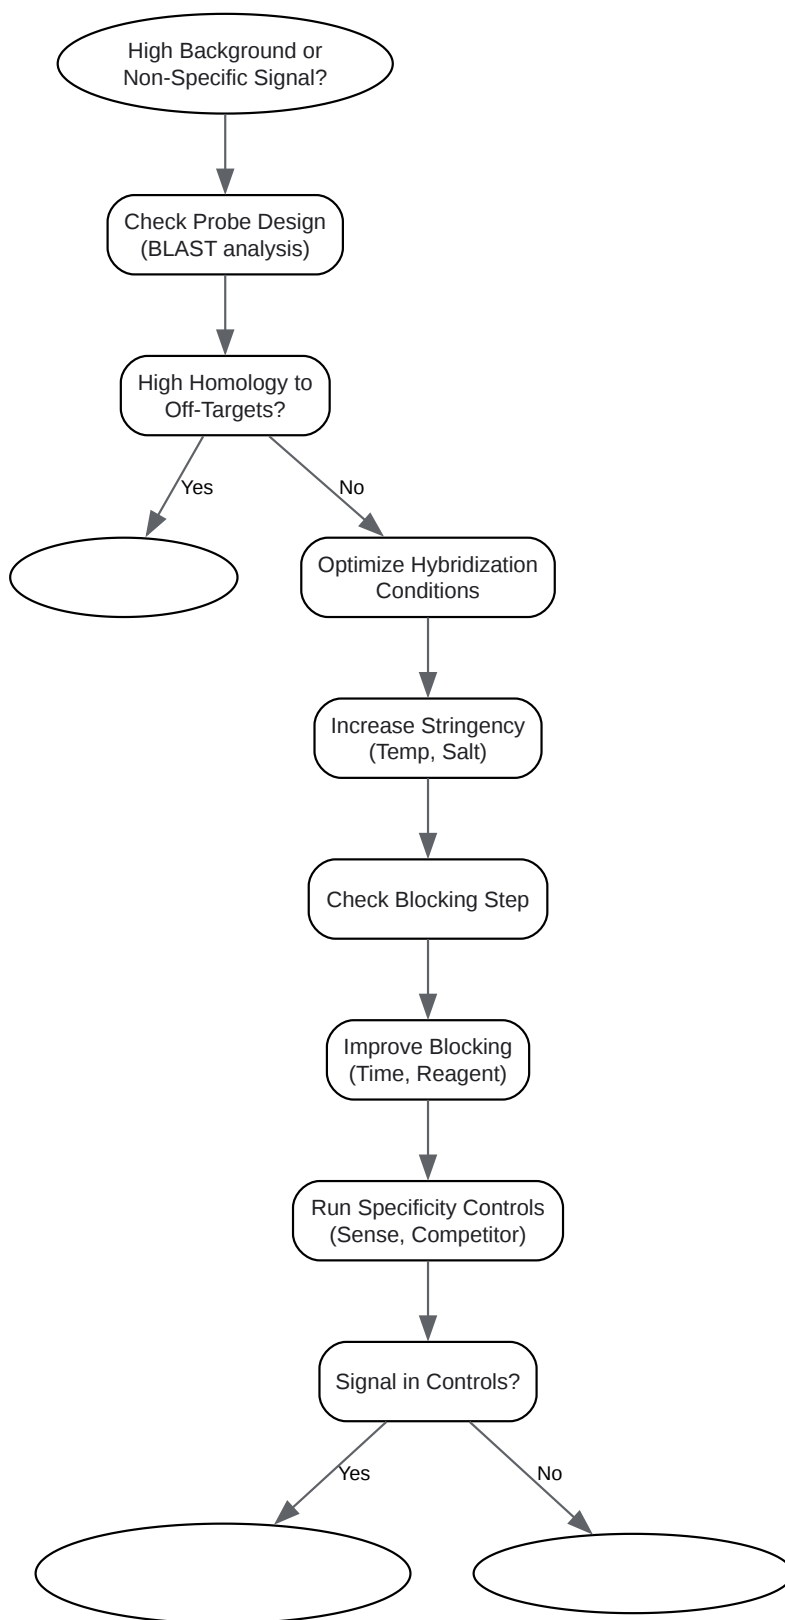 High Background or
Non-Specific Signal?
Check Probe Design
(BLAST analysis)
High Homology to
Off-Targets?
Yes
No
Optimize Hybridization
Conditions
Increase Stringency
(Temp, Salt)
Check Blocking Step
Improve Blocking
(Time, Reagent)
Run Specificity Controls
(Sense, Competitor)
Signal in Controls?
Yes
No